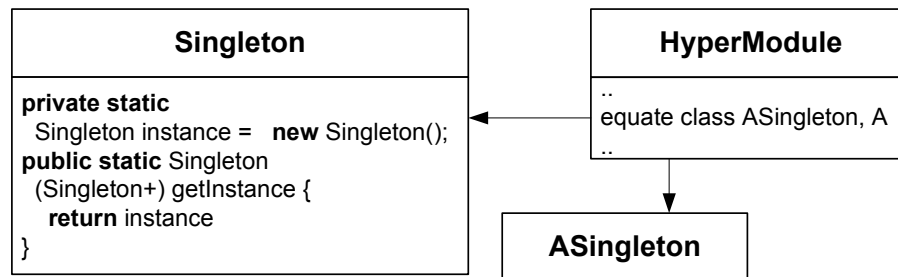 Singleton
private static
Singleton instance = new Singleton();
public static Singleton
(Singleton+) getInstance {
return instance
}
HyperModule
..
equate class ASingleton, A
..
ASingleton